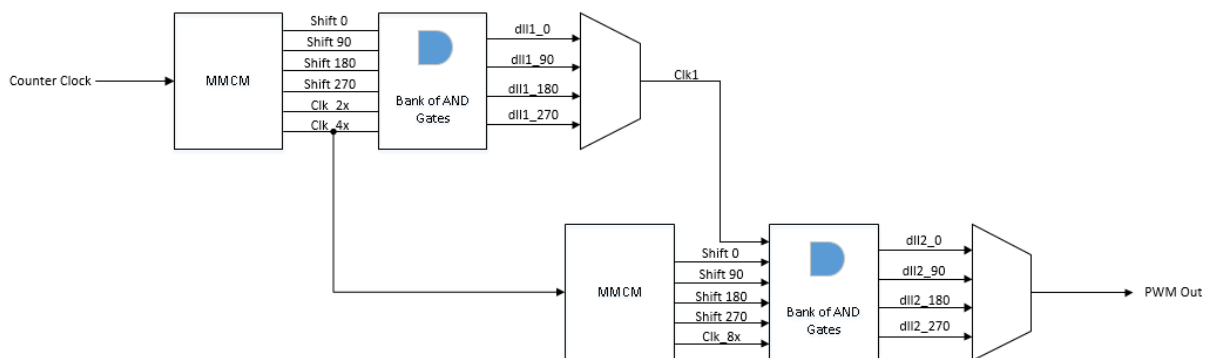 Counter Clock
MMCM
Shift 0
Shift 90
Shift 180
Shift 270
Clk_2x
Clk_4x
Bank of AND
Gates
dll1_0
dll1_90
dll1_180
dll1_270
Clk1
MMCM
Shift 0
Shift 90
Shift 180
Shift 270
Clk_8x
Bank of AND
Gates
dll2_0
dll2_90
dll2_180
dll2_270
PWM Out